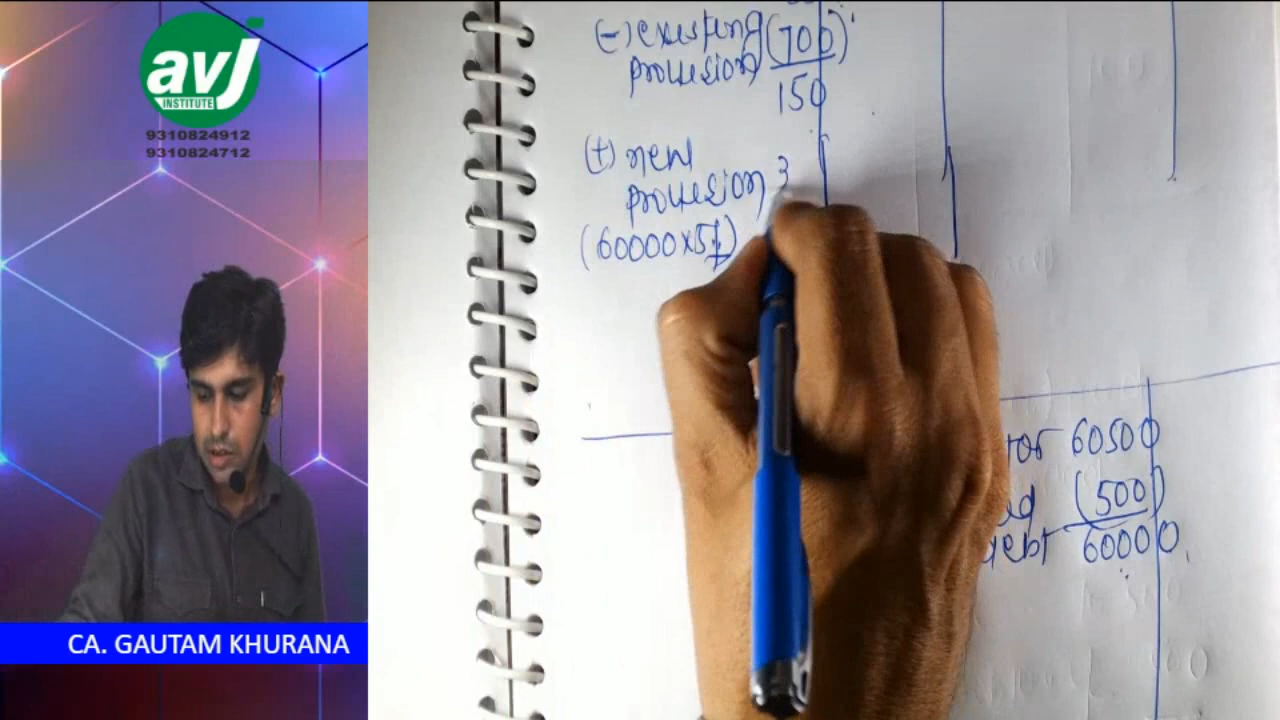 avj
INSTITUTE
9310824912
9310824712
CA. GAUTAM KHURANA
(-) existing (700)
provision
150
(+) new
provision 3
(60000x5%)
tor 60500
(500)
debt 60000